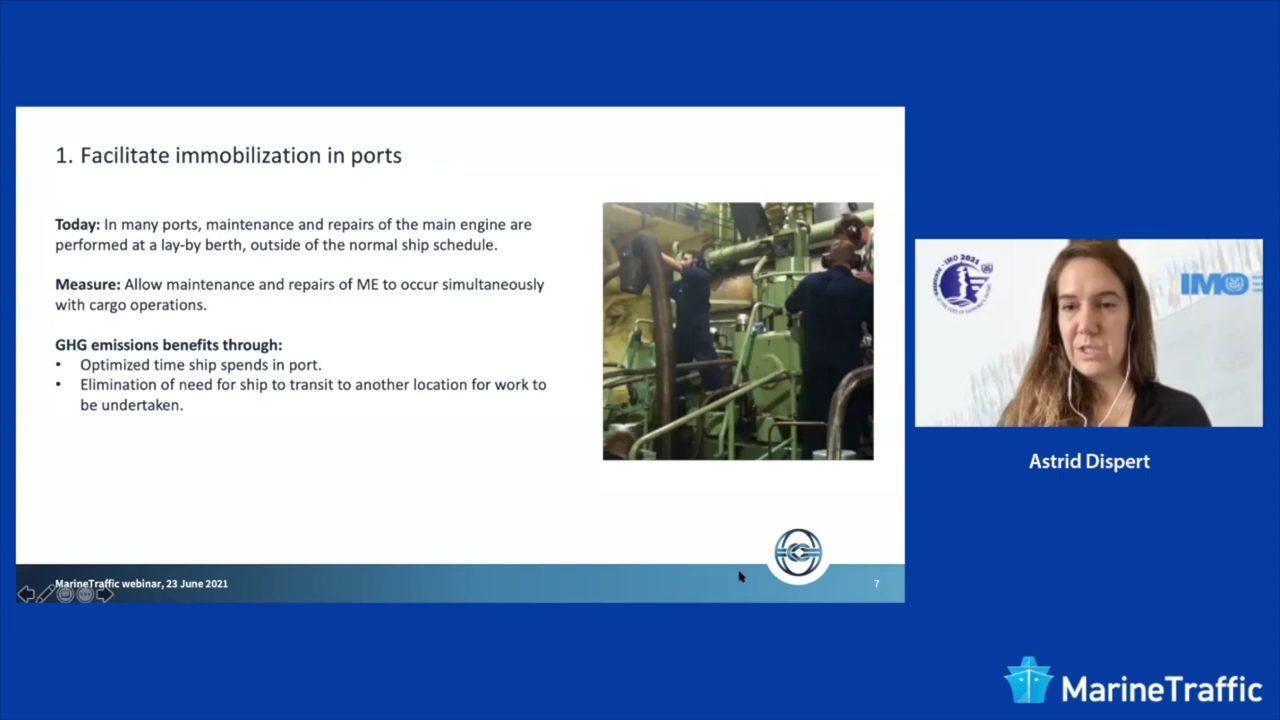 1. Facilitate immobilization in ports
Today: In many ports, maintenance and repairs of the main engine are
performed at a lay-by berth, outside of the normal ship schedule.
Measure: Allow maintenance and repairs of ME to occur simultaneously
with cargo operations.
GHG emissions benefits through:
• Optimized time ship spends in port.
• Elimination of need for ship to transit to another location for work to
be undertaken.
MarineTraffic webinar, 23 June 2021
7
IMO 2021
IMO
Astrid Dispert
MarineTraffic